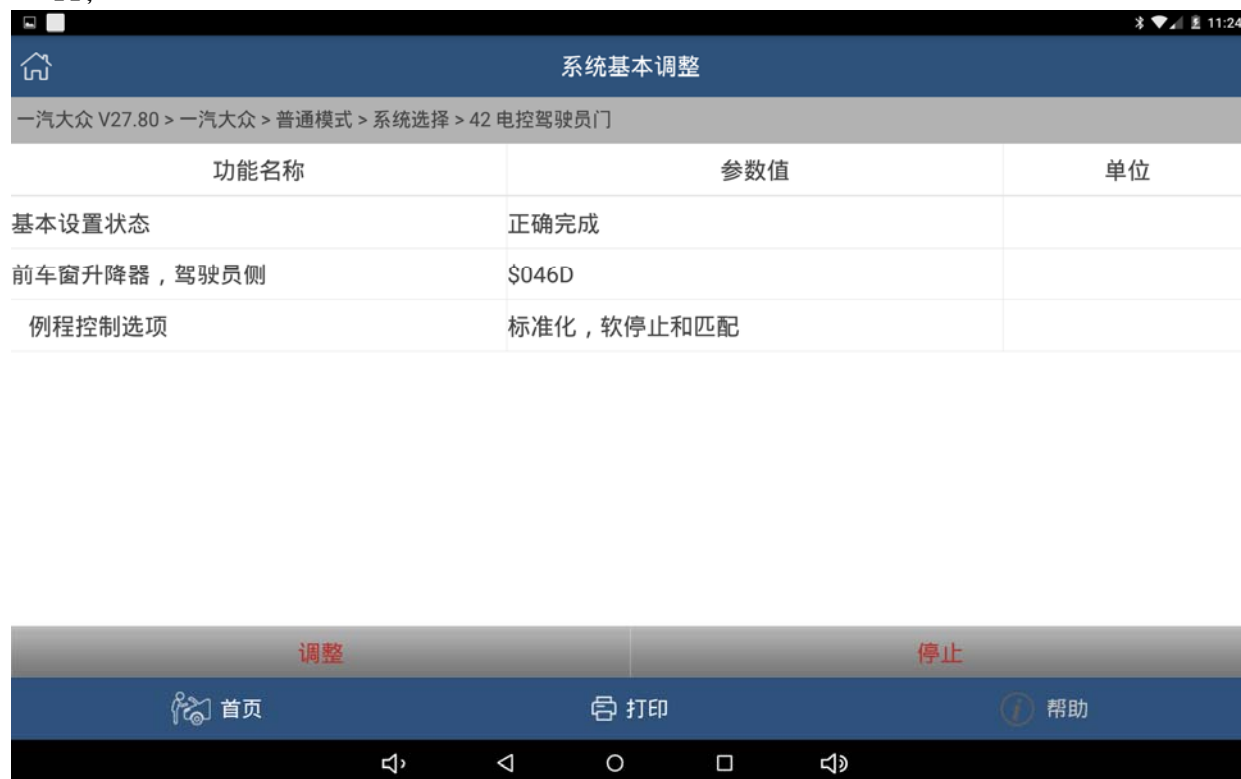 11:24
系统基本调整
一汽大众 V27.80 > 一汽大众 > 普通模式 > 系统选择 > 42 电控驾驶员门
功能名称 参数值 单位
基本设置状态 正确完成
前车窗升降器，驾驶员侧 $046D
例程控制选项 标准化，软停止和匹配
调整 停止
首页 打印 帮助